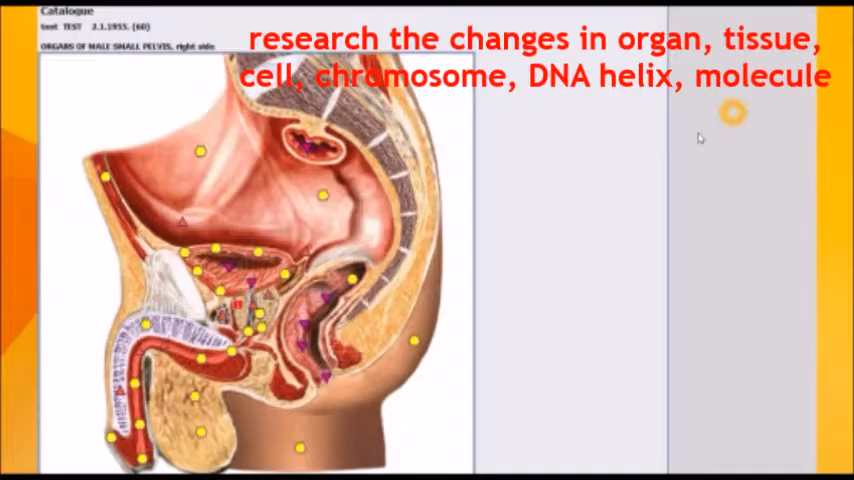 Catalogue
test TEST 2.1.1955. (60)
ORGANS OF MALE SMALL PELVIS, right side
research the changes in organ, tissue,
cell, chromosome, DNA helix, molecule